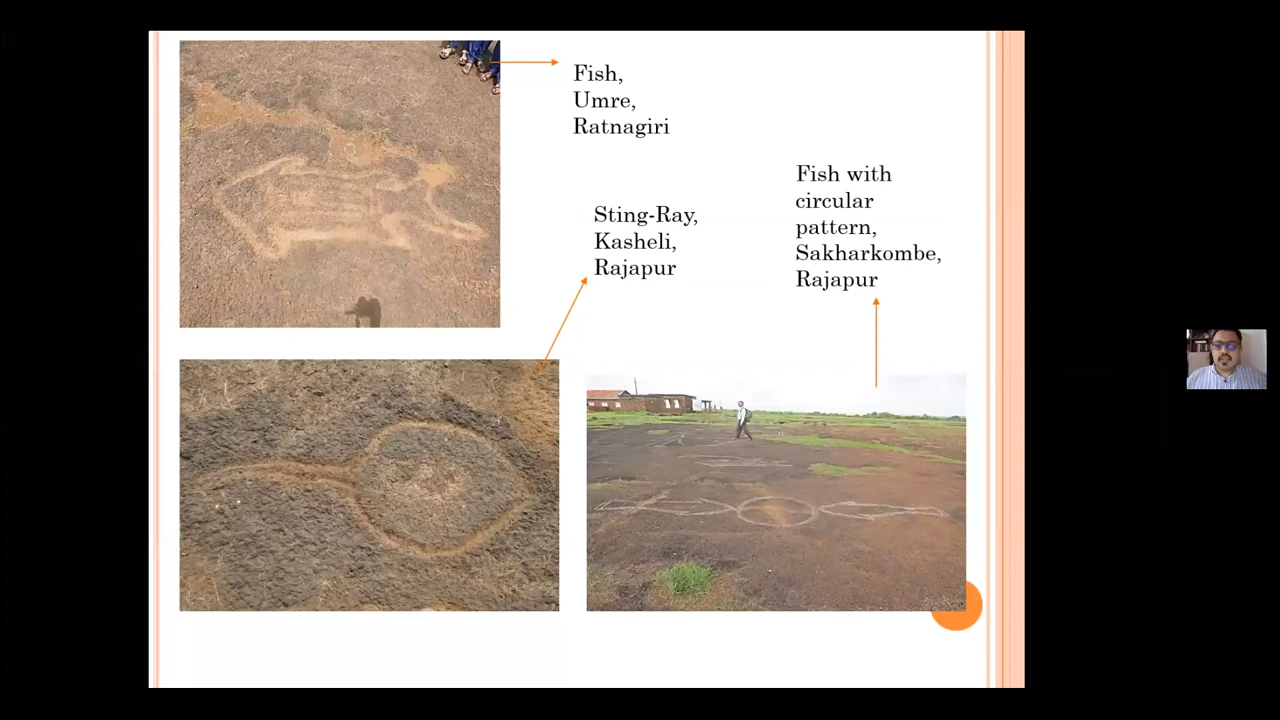 Fish,
Umre,
Ratnagiri
Sting-Ray,
Kasheli,
Rajapur
Fish with
circular
pattern,
Sakharkombe,
Rajapur